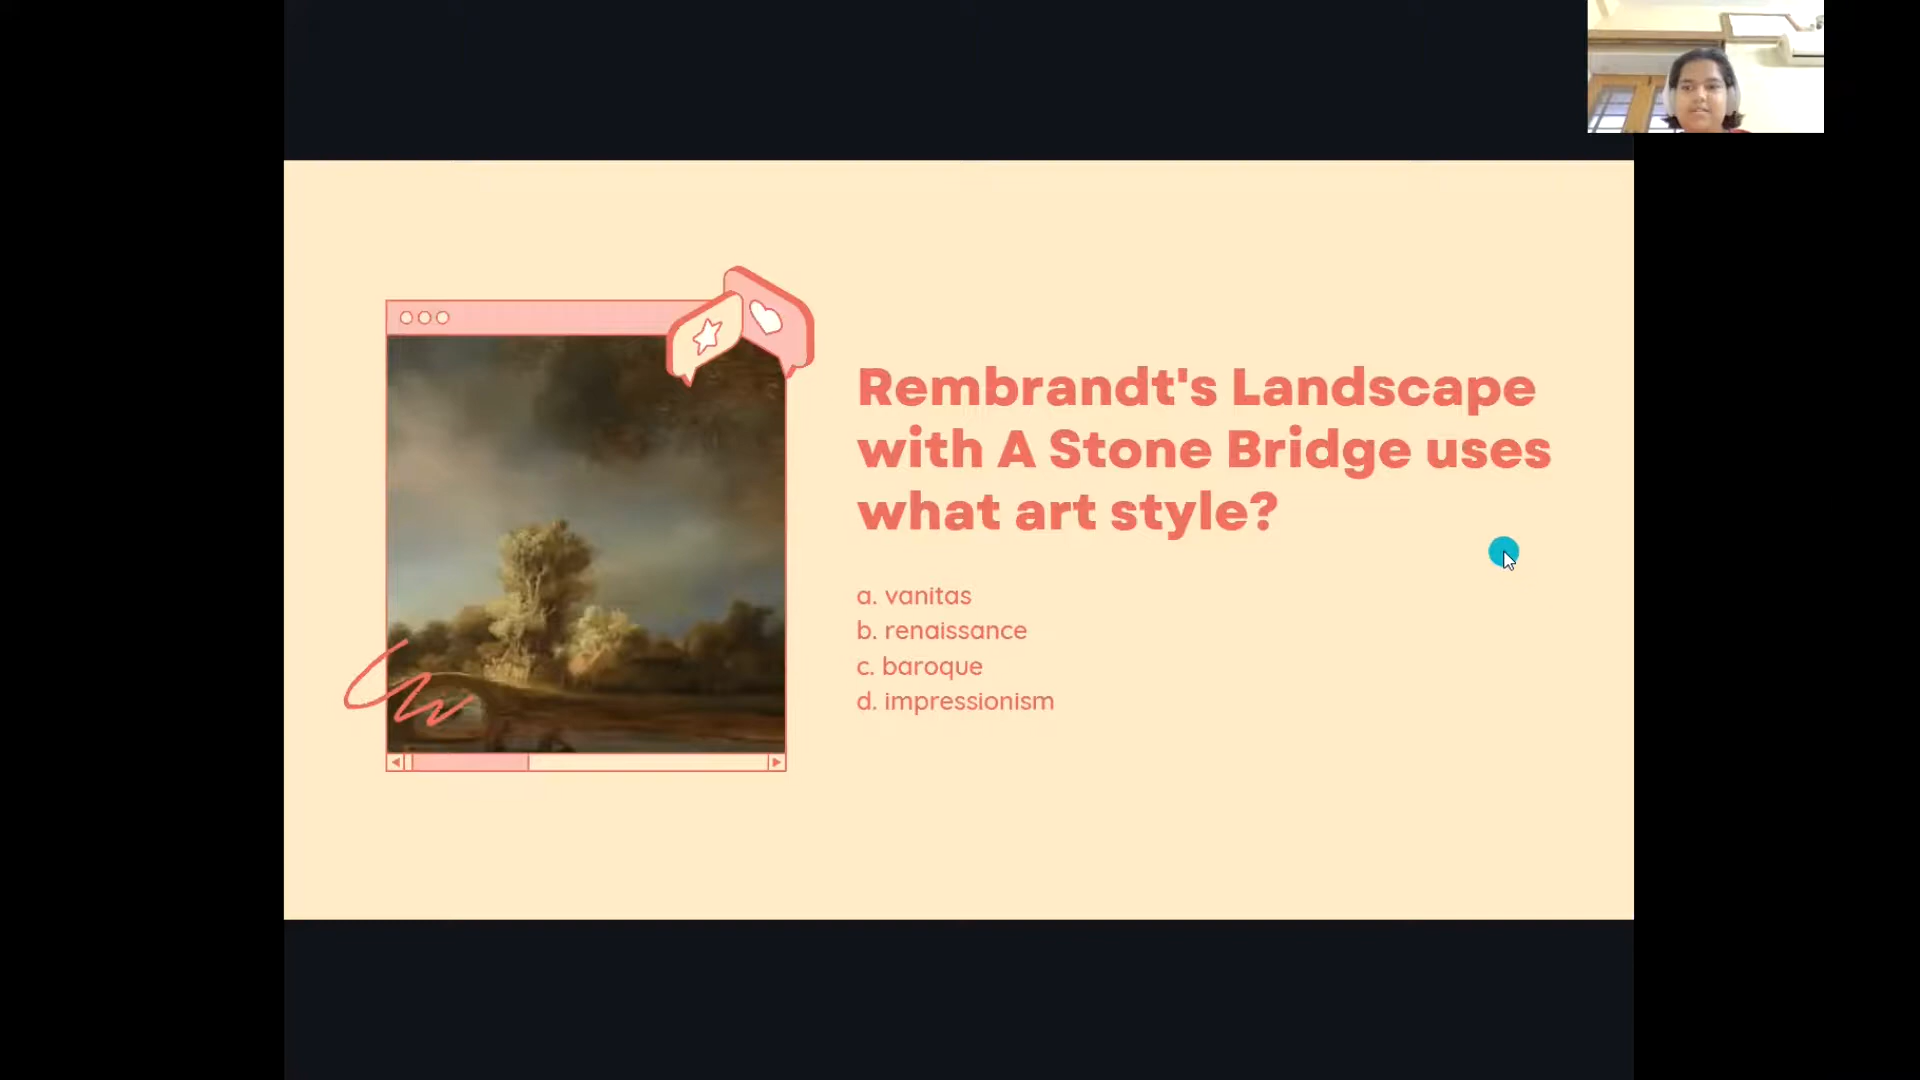 Rembrandt's Landscape
with A Stone Bridge uses
what art style?
a. vanitas
b. renaissance
c. baroque
d. impressionism